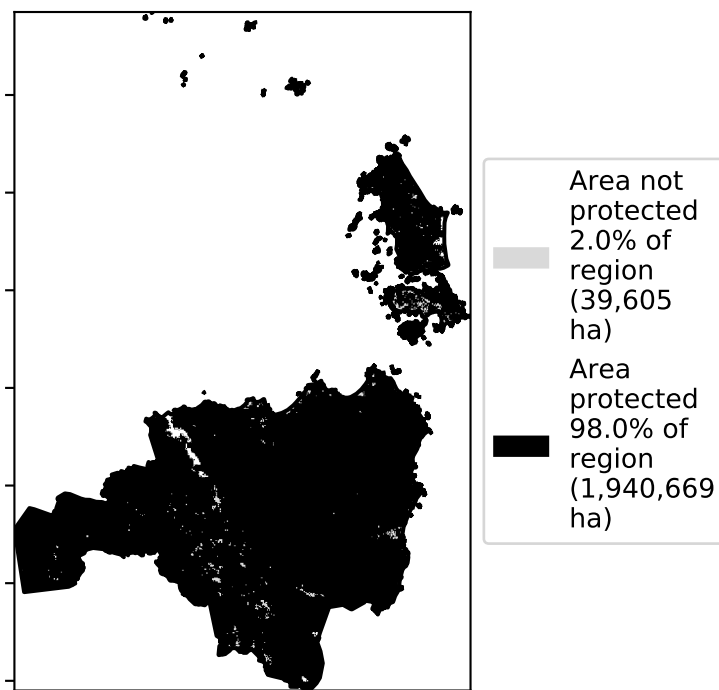 Area not
protected
2.0% of
region
(39,605
ha)
Area
protected
98.0% of
region
(1,940,669
ha)